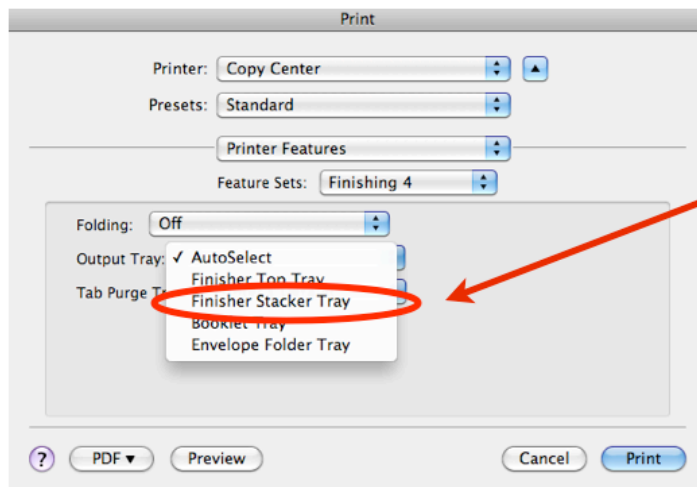 Print
Printer: Copy Center
Presets: Standard
Printer Features
Feature Sets: Finishing 4
Folding: Off
Output Tray: ✓ AutoSelect
Finisher Top Tray
Tab Purge
Finisher Stacker Tray
Booklet Tray
Envelope Folder Tray
? PDF ▼ Preview Cancel Print